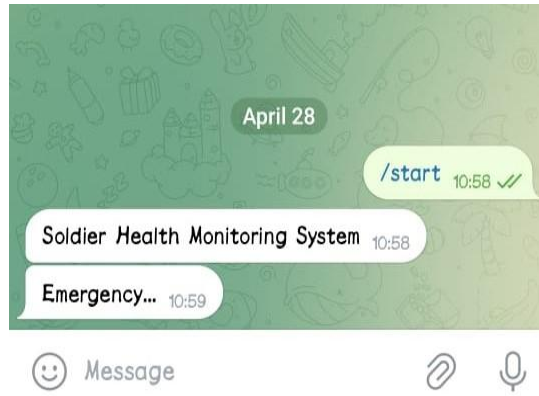 April 28
/start 10:58
Soldier Health Monitoring System 10:58
Emergency... 10:59
Message